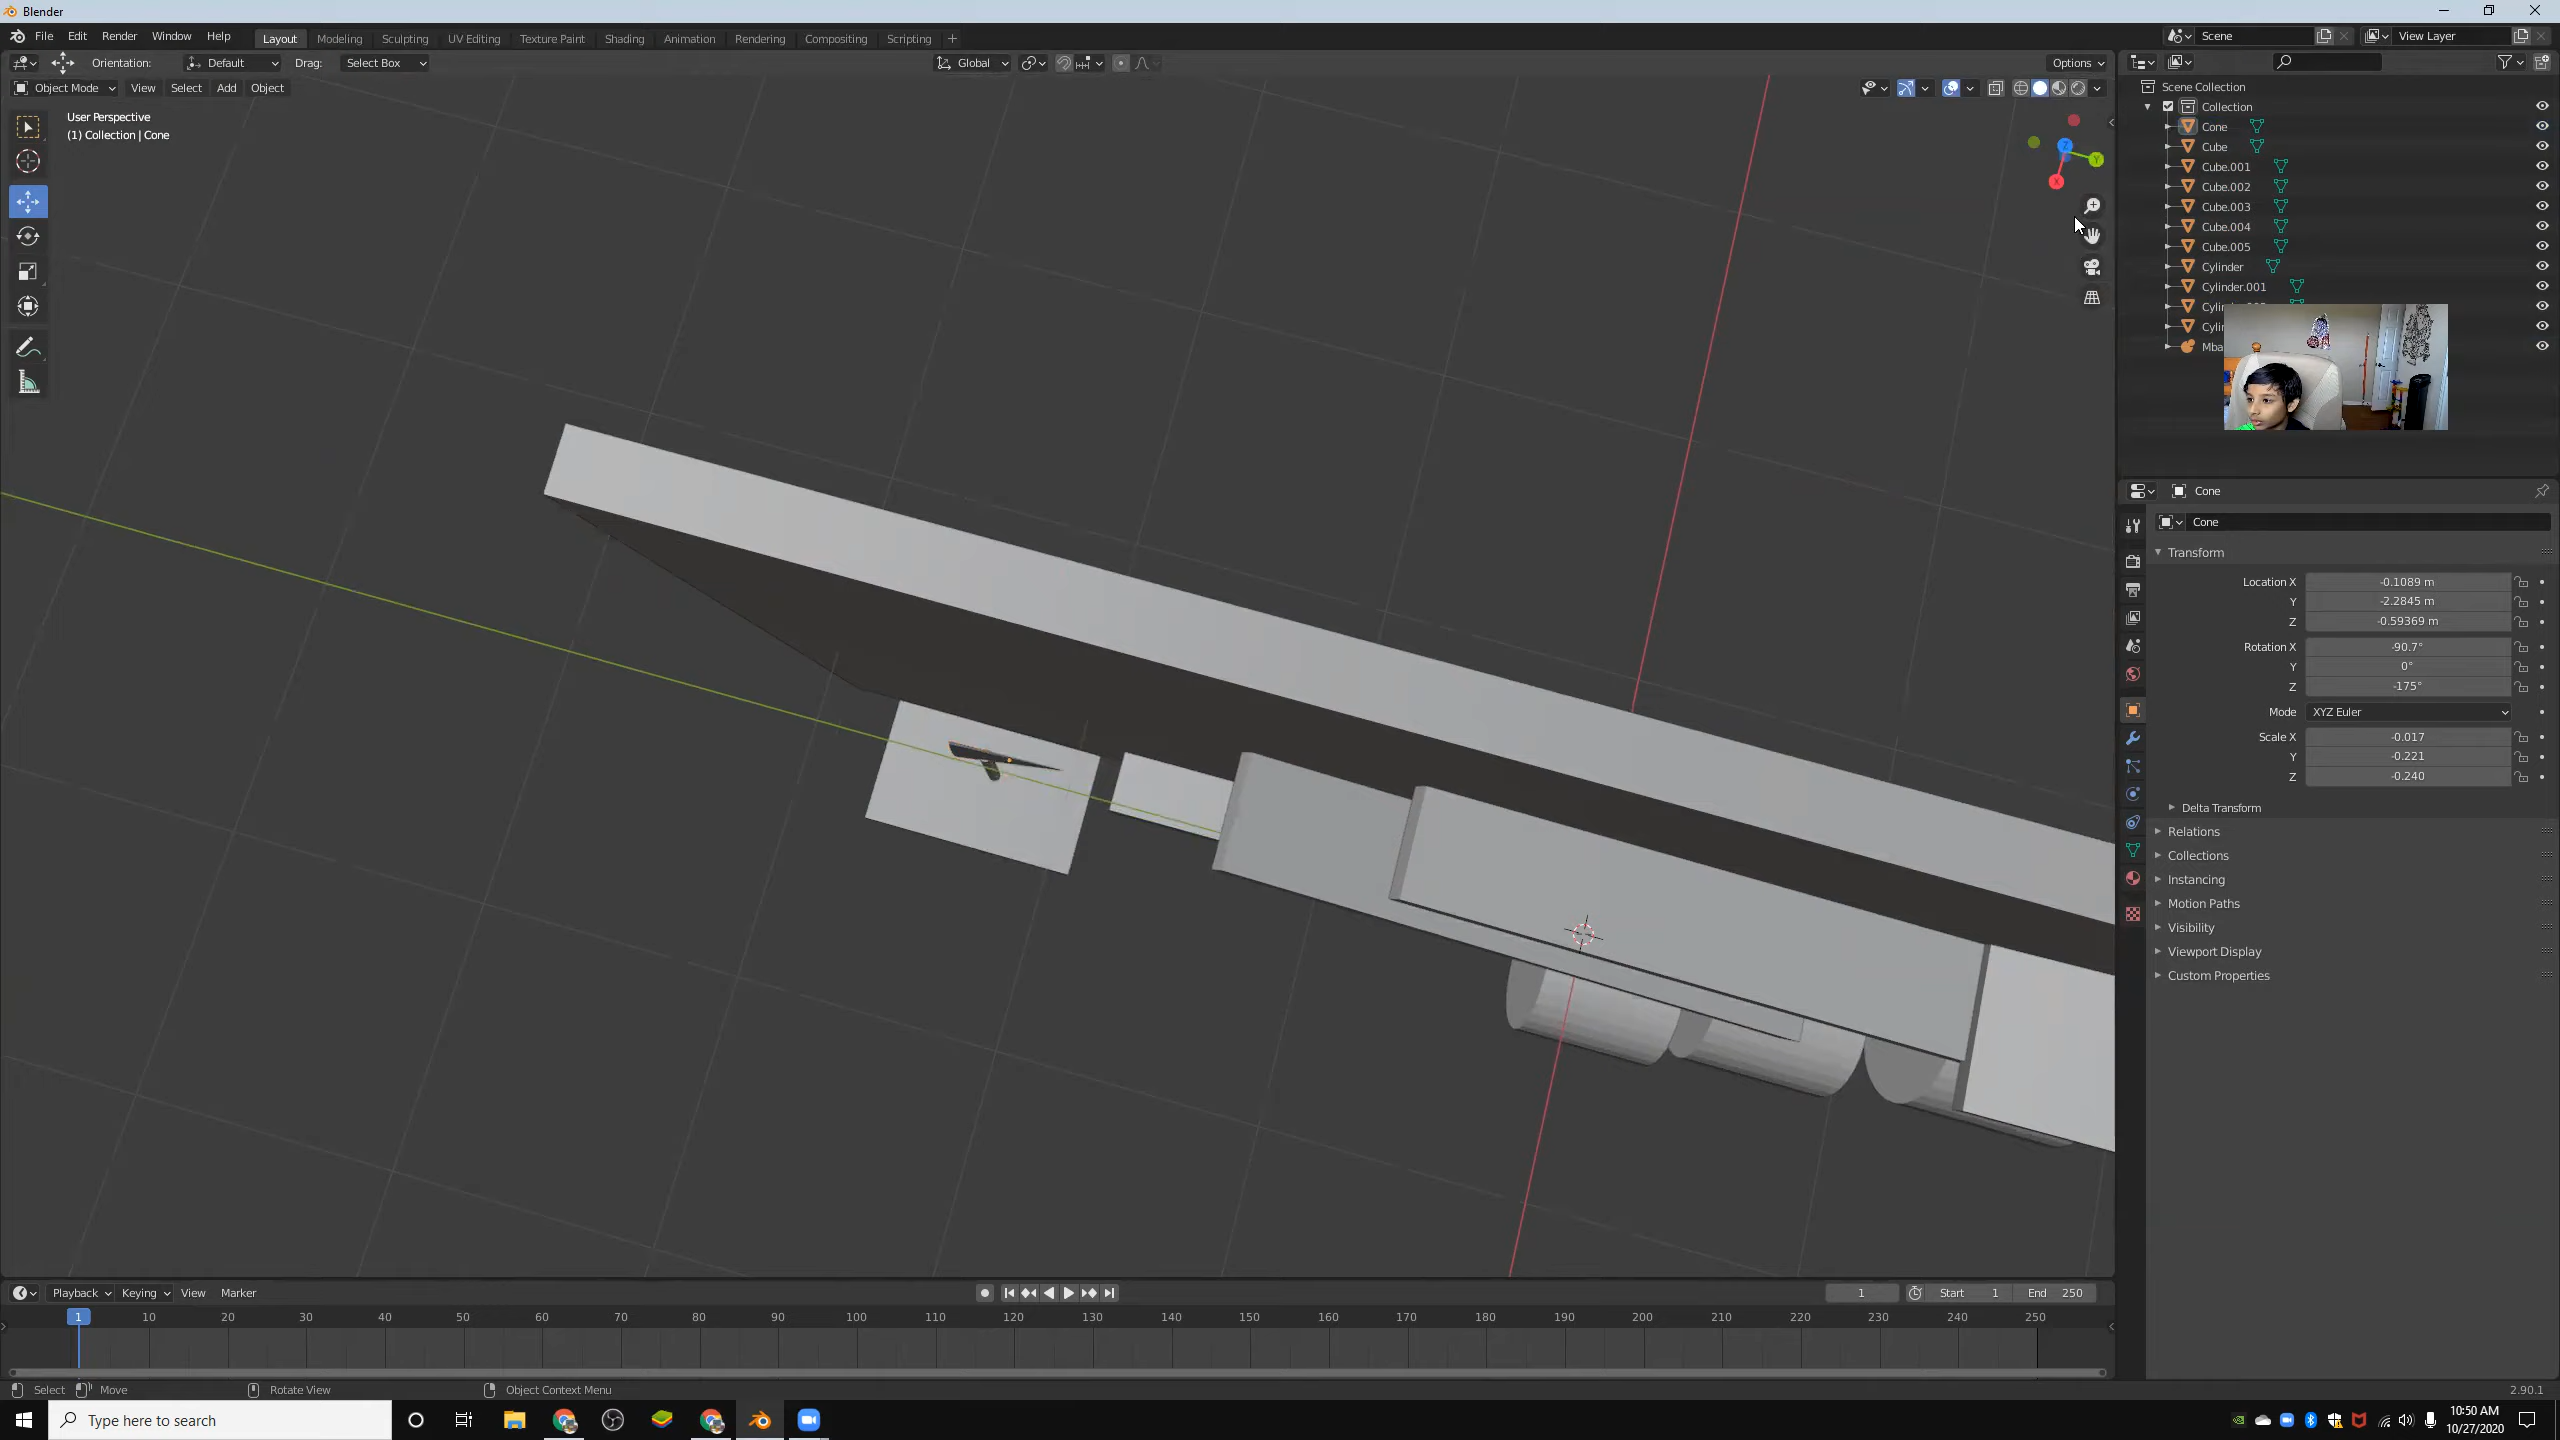 Blender
File Edit Render Window Help
Layout Modeling Sculpting UV Editing Texture Paint Shading Animation Rendering Compositing Scripting +
Scene
View Layer
Orientation: Default Drag: Select Box
Global
Options
Object Mode View Select Add Object
User Perspective
(1) Collection | Cone
Z
Y
X
Scene Collection
Collection
Cone
Cube
Cube.001
Cube.002
Cube.003
Cube.004
Cube.005
Cylinder
Cylinder.001
Cone
Cone
Transform
Location X -0.1089 m
Y -2.2845 m
Z -0.59369 m
Rotation X -90.7°
Y 0°
Z -175°
Mode XYZ Euler
Scale X -0.017
Y -0.221
Z -0.240
Delta Transform
Relations
Collections
Instancing
Motion Paths
Visibility
Viewport Display
Custom Properties
Playback Keying View Marker
1 Start 1 End 250
1 10 20 30 40 50 60 70 80 90 100 110 120 130 140 150 160 170 180 190 200 210 220 230 240 250
Select Move Rotate View Object Context Menu
2.90.1
Type here to search
10:50 AM
10/27/2020